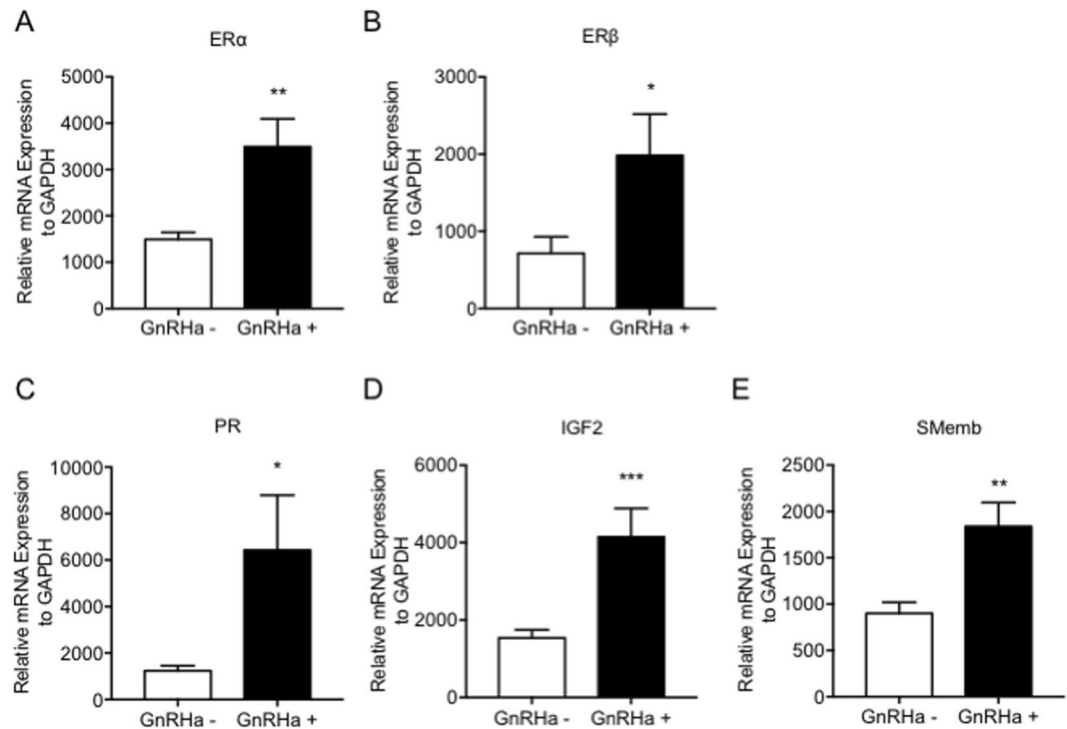 A
ERα
Relative mRNA Expression
to GAPDH
5000
4000
3000
2000
1000
0
**
GnRHa - GnRHa +
B
ERβ
Relative mRNA Expression
to GAPDH
3000
2000
1000
0
*
GnRHa - GnRHa +
C
PR
Relative mRNA Expression
to GAPDH
10000
8000
6000
4000
2000
0
*
GnRHa - GnRHa +
D
IGF2
Relative mRNA Expression
to GAPDH
6000
4000
2000
0
***
GnRHa - GnRHa +
E
SMemb
Relative mRNA Expression
to GAPDH
2500
2000
1500
1000
500
0
**
GnRHa - GnRHa +